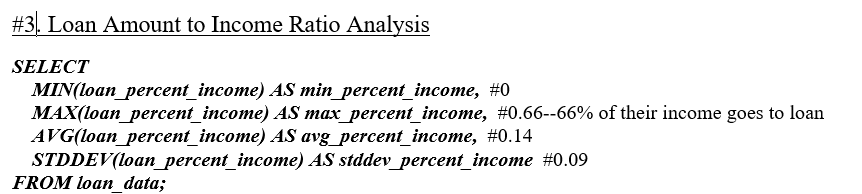 #3. Loan Amount to Income Ratio Analysis
SELECT
MIN(loan_percent_income) AS min_percent_income, #0
MAX(loan_percent_income) AS max_percent_income, #0.66--66% of their income goes to loan
AVG(loan_percent_income) AS avg_percent_income, #0.14
STDDEV(loan_percent_income) AS stddev_percent_income #0.09
FROM loan_data;